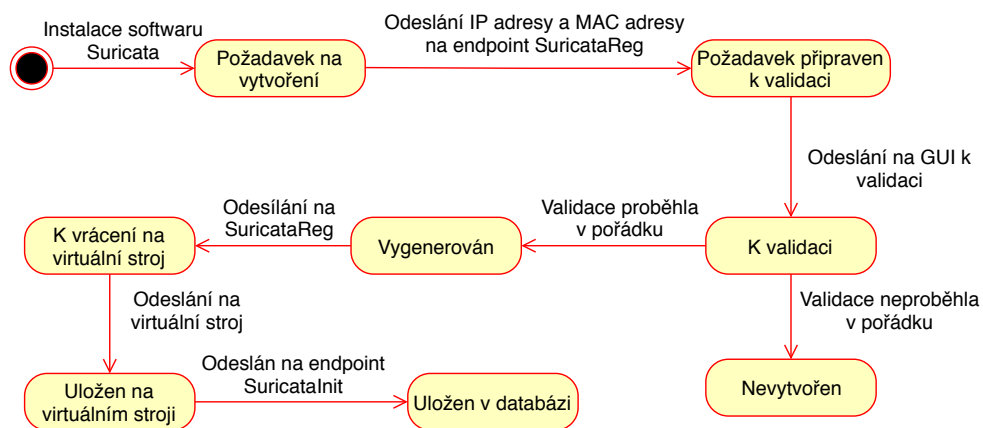 Instalace softwaru
Suricata
Požadavek na
vytvoření
Odeslání IP adresy a MAC adresy
na endpoint SuricataReg
Požadavek připraven
k validaci
Odeslání na GUI k
validaci
K validaci
Validace proběhla
v pořádku
Vygenerován
Odesílání na
SuricataReg
K vrácení na
virtuální stroj
Validace neproběhla
v pořádku
Nevytvořen
Odeslání na
virtuální stroj
Uložen na
virtuálním stroji
Odeslán na endpoint
SuricataInit
Uložen v databázi